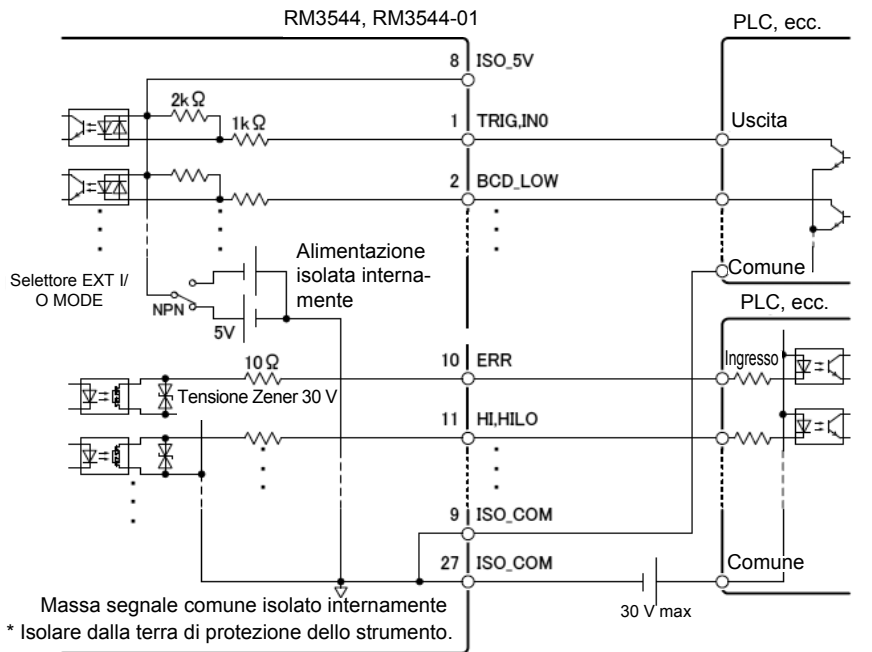 RM3544, RM3544-01
PLC, ecc.
8 ISO_5V
2kΩ
1kΩ
1 TRIG,IN0
Uscita
2 BCD_LOW
Alimentazione
isolata interna-
mente
Comune
Selettore EXT I/
O MODE
NPN
5V
PLC, ecc.
10Ω
10 ERR
Ingresso
Tensione Zener 30 V
11 HI,HILO
9 ISO_COM
27 ISO_COM
Comune
30 V max
Massa segnale comune isolato internamente
* Isolare dalla terra di protezione dello strumento.